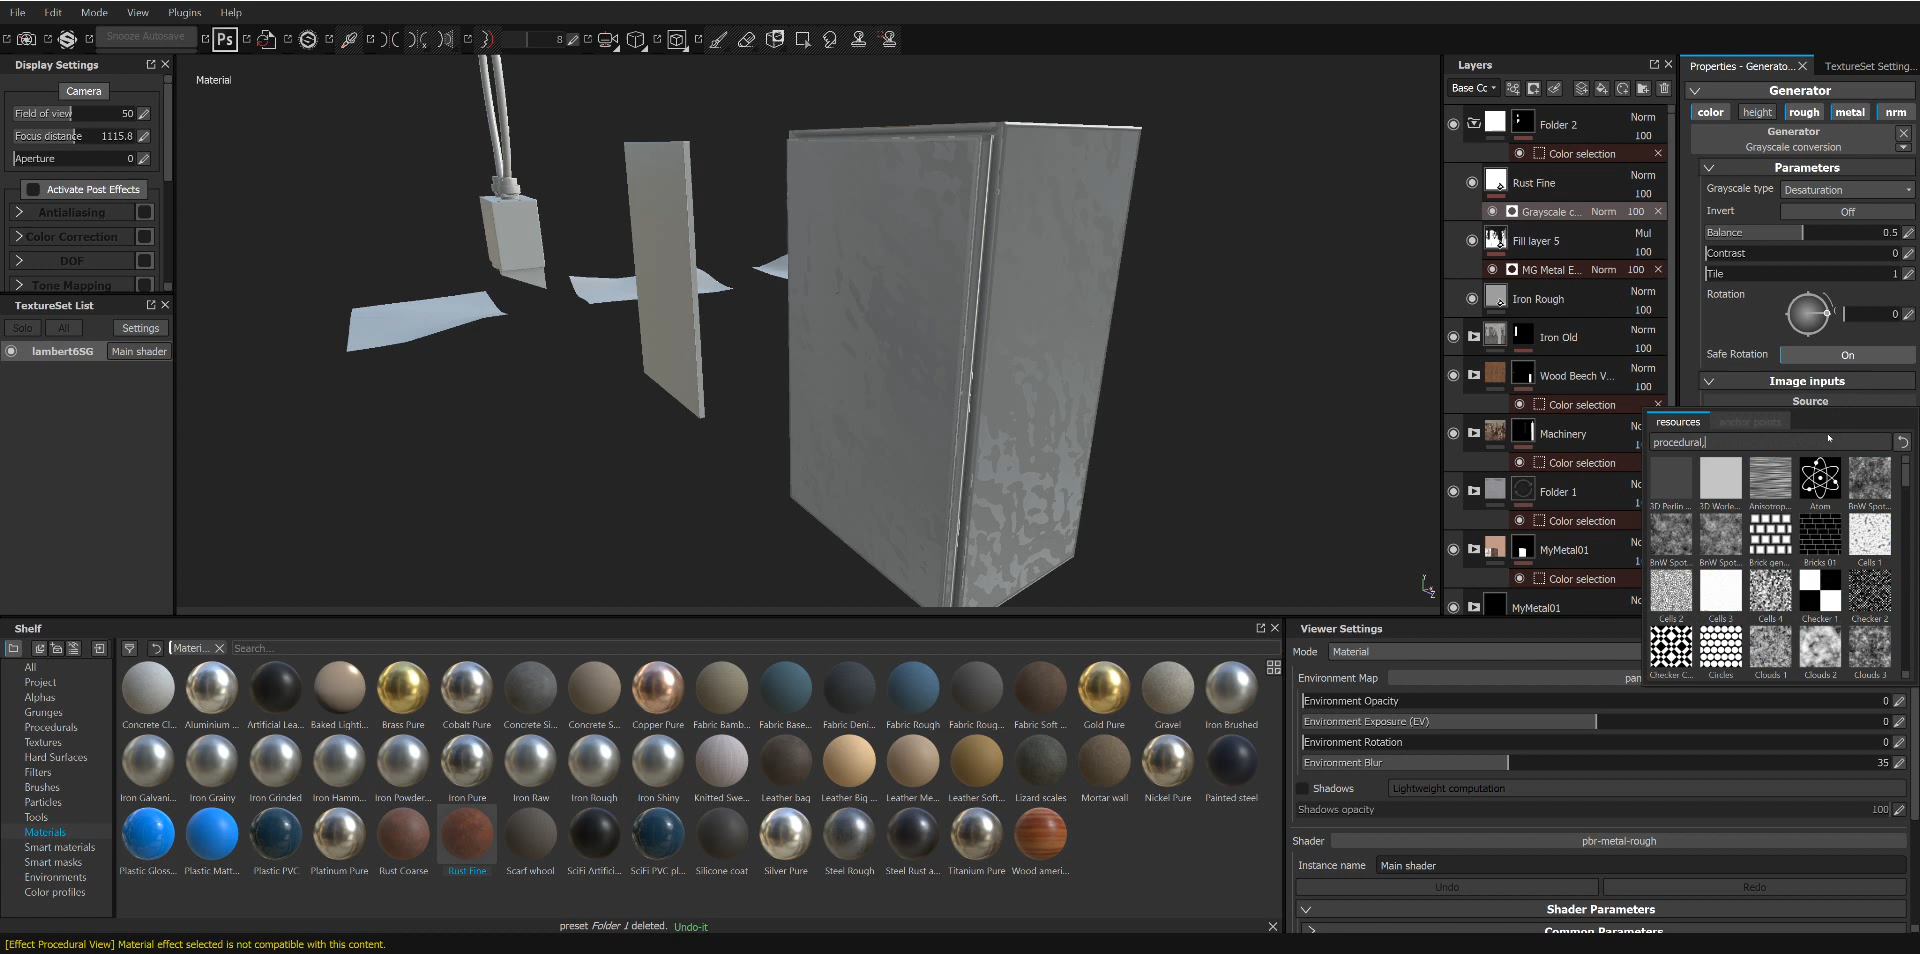 File Edit Mode View Plugins Help
Snooze Autosave
Ps
8
Display Settings
Camera
Field of view 50
Focus distance 1115.8
Aperture 0
Activate Post Effects
Antialiasing
Color Correction
DOF
Tone Mapping
TextureSet List
Solo All Settings
lambert6SG Main shader
Material
Layers
Base Cc
Folder 2 Norm 100
Color selection
Rust Fine Norm 100
Grayscale c... Norm 100
Fill layer 5 Mul 100
MG Metal E... Norm 100
Iron Rough Norm 100
Iron Old Norm 100
Wood Beech V... Norm 100
Color selection
Machinery
Color selection
Folder 1
Color selection
MyMetal01
Color selection
MyMetal01
Properties - Generato... TextureSet Setting...
Generator
color height rough metal nrm
Generator
Grayscale conversion
Parameters
Grayscale type Desaturation
Invert Off
Balance 0.5
Contrast 0
Tile 1
Rotation 0
Safe Rotation On
Image inputs
Source
resources anchor points
procedural,
3D Perlin ... 3D Worle... Anisotrop... Atom BnW Spot...
BnW Spot... BnW Spot... Brick gen... Bricks 01 Cells 1
Cells 2 Cells 3 Cells 4 Checker 1 Checker 2
Checker C... Circles Clouds 1 Clouds 2 Clouds 3
Shelf
Materi... Search...
All
Project
Alphas
Grunges
Procedurals
Textures
Hard Surfaces
Filters
Brushes
Particles
Tools
Materials
Smart materials
Smart masks
Environments
Color profiles
Concrete Cl... Aluminium ... Artificial Lea... Baked Lighti... Brass Pure Cobalt Pure Concrete Si... Concrete S... Copper Pure Fabric Bamb... Fabric Base... Fabric Deni... Fabric Rough Fabric Roug... Fabric Soft ... Gold Pure Gravel Iron Brushed
Iron Galvani... Iron Grainy Iron Grinded Iron Hamm... Iron Powder... Iron Pure Iron Raw Iron Rough Iron Shiny Knitted Swe... Leather bag Leather Big ... Leather Me... Leather Soft... Lizard scales Mortar wall Nickel Pure Painted steel
Plastic Gloss... Plastic Matt... Plastic PVC Platinum Pure Rust Coarse Rust Fine Scarf whool SciFi Artifici... SciFi PVC pl... Silicone coat Silver Pure Steel Rough Steel Rust a... Titanium Pure Wood ameri...
preset Folder 1 deleted. Undo-it
Viewer Settings
Mode Material
Environment Map pan
Environment Opacity 0
Environment Exposure (EV) 0
Environment Rotation 0
Environment Blur 35
Shadows Lightweight computation
Shadows opacity 100
Shader pbr-metal-rough
Instance name Main shader
Undo Redo
Shader Parameters
Common Parameters
[Effect Procedural View] Material effect selected is not compatible with this content.